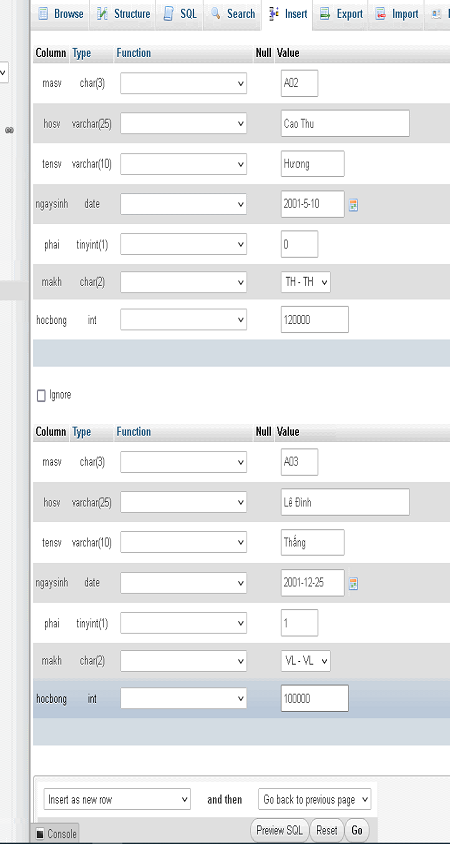 Browse Structure SQL Search Insert Export Import
Column Type Function Null Value
masv char(3) A02
hosv varchar(25) Cao Thu
tensv varchar(10) Hương
ngaysinh date 2001-5-10
phai tinyint(1) 0
makh char(2) TH - TH
hocbong int 120000
Ignore
Column Type Function Null Value
masv char(3) A03
hosv varchar(25) Lê Đình
tensv varchar(10) Thắng
ngaysinh date 2001-12-25
phai tinyint(1) 1
makh char(2) VL - VL
hocbong int 100000
Insert as new row and then Go back to previous page
Console Preview SQL Reset Go